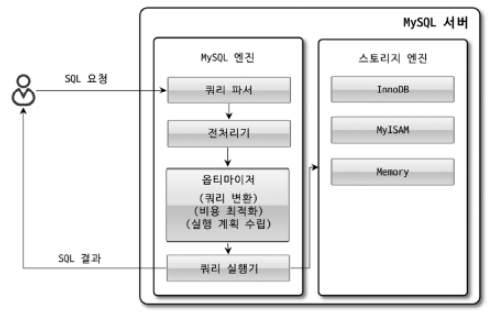 MySQL 서버
MySQL 엔진
스토리지 엔진
SQL 요청
쿼리 파서
전처리기
옵티마이저
(쿼리 변환)
(비용 최적화)
(실행 계획 수립)
쿼리 실행기
SQL 결과
InnoDB
MyISAM
Memory